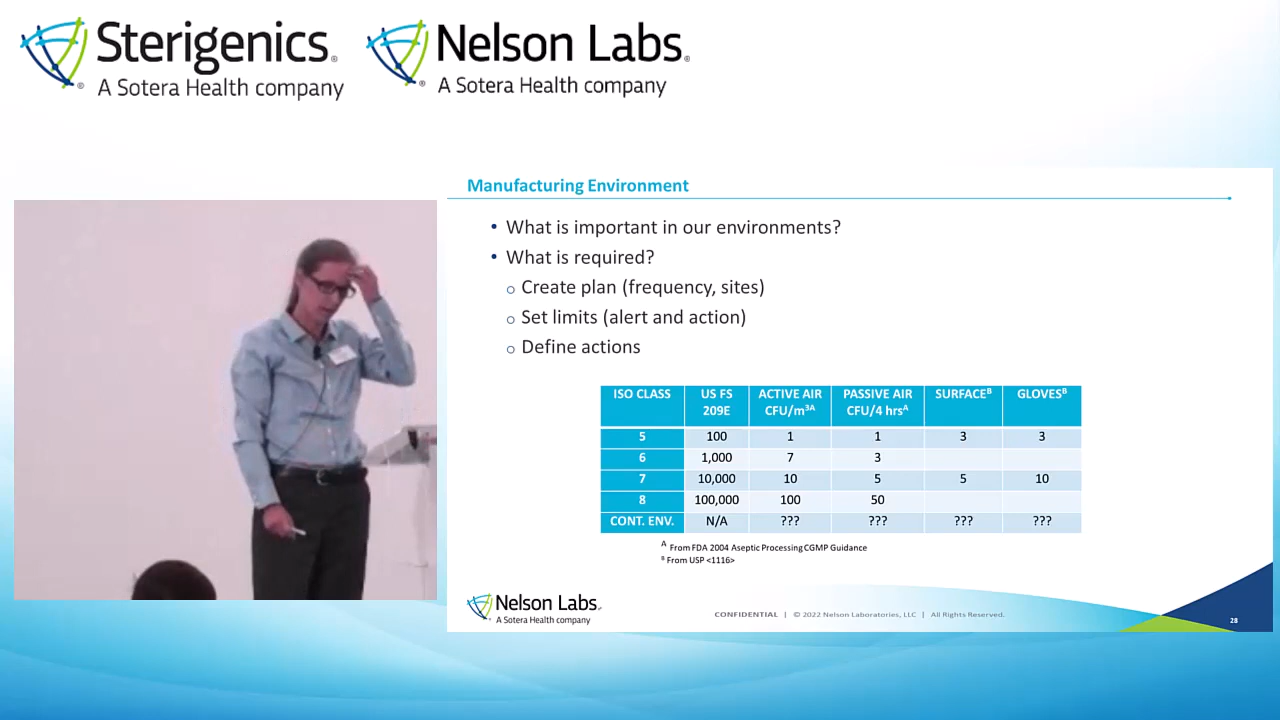 Sterigenics®
A Sotera Health company
Nelson Labs®
A Sotera Health company
Manufacturing Environment
• What is important in our environments?
• What is required?
o Create plan (frequency, sites)
o Set limits (alert and action)
o Define actions
ISO CLASS US FS 209E ACTIVE AIR CFU/m³ᴬ PASSIVE AIR CFU/4 hrsᴬ SURFACEᴮ GLOVESᴮ
5 100 1 1 3 3
6 1,000 7 3
7 10,000 10 5 5 10
8 100,000 100 50
CONT. ENV. N/A ??? ??? ??? ???
ᴬ From FDA 2004 Aseptic Processing CGMP Guidance
ᴮ From USP <1116>
Nelson Labs®
A Sotera Health company
CONFIDENTIAL | © 2022 Nelson Laboratories, LLC | All Rights Reserved.
28